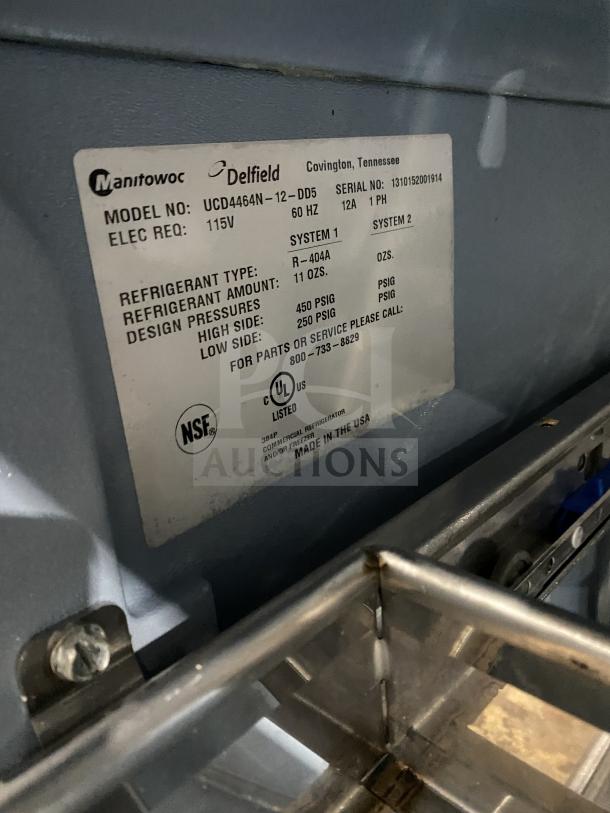 Manitowoc Delfield Covington, Tennessee
MODEL NO: UCD4464N-12-DD5 SERIAL NO: 1310152001914
ELEC REQ: 115V 60 HZ 12A 1 PH
SYSTEM 1 SYSTEM 2
REFRIGERANT TYPE: R-404A
REFRIGERANT AMOUNT: 11 OZS. OZS.
DESIGN PRESSURES
HIGH SIDE: 450 PSIG PSIG
LOW SIDE: 250 PSIG PSIG
FOR PARTS OR SERVICE PLEASE CALL:
800-733-8829
NSF®
C UL US
LISTED
384P
COMMERCIAL REFRIGERATOR
AND/OR FREEZER
MADE IN THE USA
PCI
AUCTIONS